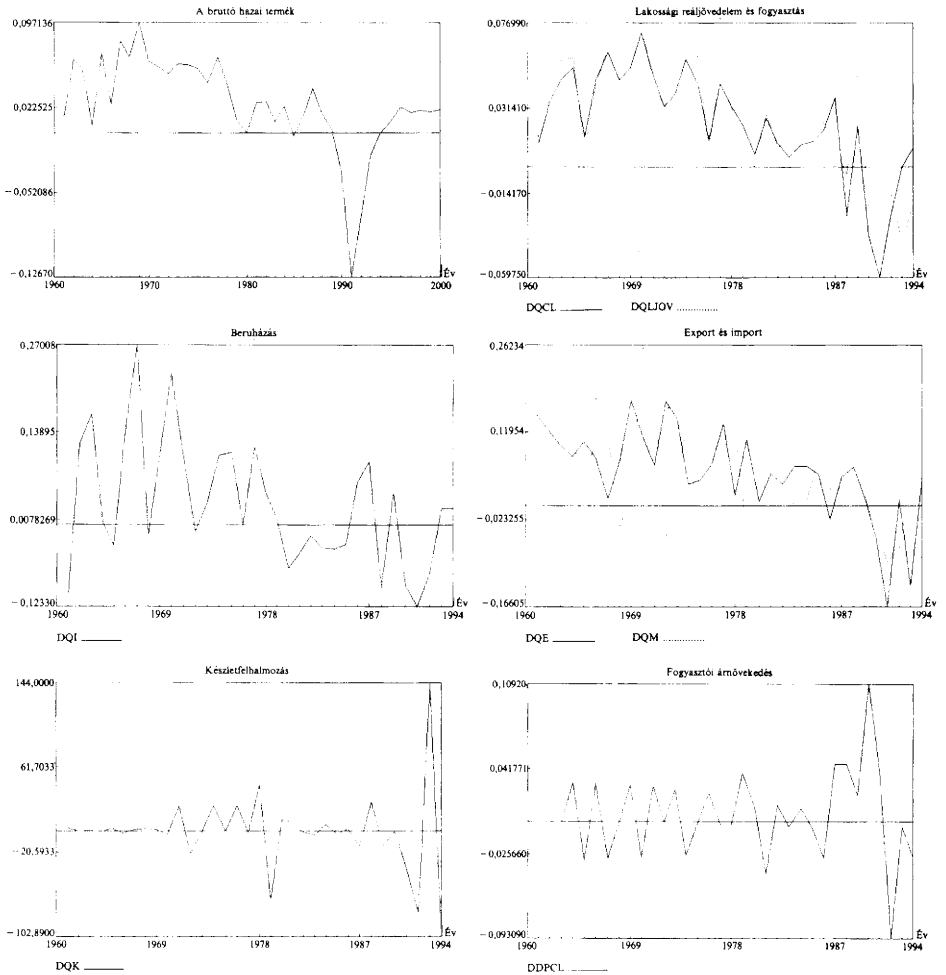 A bruttó hazai termék
0,097136
0,022525
−0,052086
−0,12670
Év
1960 1970 1980 1990 2000
Lakossági reáljövedelem és fogyasztás
0,076990
0,031410
−0,014170
−0,059750
Év
1960 1969 1978 1987 1994
DQCL DQLJÖV
Beruházás
0,27008
0,13895
0,0078269
−0,12330
Év
1960 1969 1978 1987 1994
DQI
Export és import
0,26234
0,11954
−0,023255
−0,16605
Év
1960 1969 1978 1987 1994
DQE DQM
Készletfelhalmozás
144,0000
61,7033
−20,5933
−102,8900
Év
1960 1969 1978 1987 1994
DQK
Fogyasztói árnövekedés
0,10920
0,041771
−0,025660
−0,093090
Év
1960 1969 1978 1987 1994
DDPCL